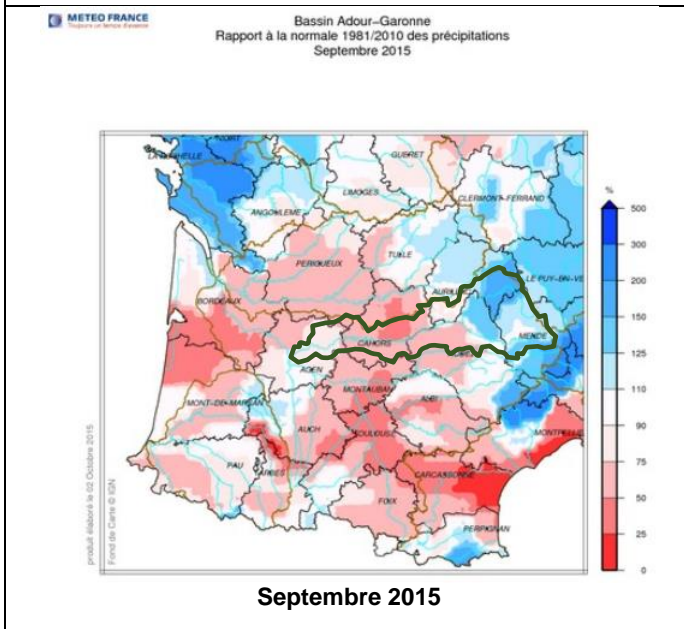 METEO FRANCE
Toujours un temps d'avance
Bassin Adour–Garonne
Rapport à la normale 1981/2010 des précipitations
Septembre 2015
NIORT
LA ROCHELLE
GUERET
LIMOGES
CLERMONT-FERRAND
ANGOULEME
TULLE
PERIGUEUX
LE PUY-EN-VE
AURILLAC
BORDEAUX
MENDE
CAHORS
AGEN
MONTAUBAN
ALBI
MONT-DE-MARSAN
AUCH
TOULOUSE
MONTPELLIE
PAU
TARBES
CARCASSONNE
FOIX
PERPIGNAN
%
500
300
200
150
125
110
90
75
50
25
0
produit élaboré le 02 Octobre 2015
Fond de Carte © IGN
Septembre 2015